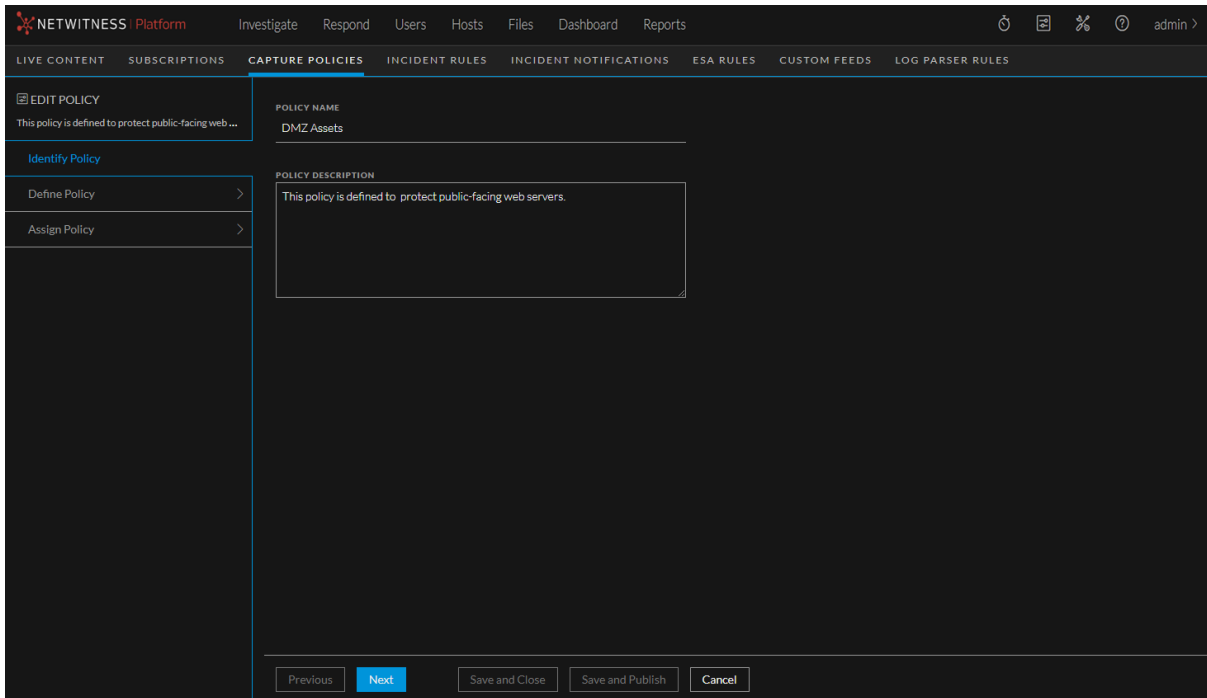 NETWITNESS | Platform Investigate Respond Users Hosts Files Dashboard Reports admin >
LIVE CONTENT SUBSCRIPTIONS CAPTURE POLICIES INCIDENT RULES INCIDENT NOTIFICATIONS ESA RULES CUSTOM FEEDS LOG PARSER RULES
EDIT POLICY
This policy is defined to protect public-facing web ...
Identify Policy
Define Policy >
Assign Policy >
POLICY NAME
DMZ Assets
POLICY DESCRIPTION
This policy is defined to protect public-facing web servers.
Previous Next Save and Close Save and Publish Cancel